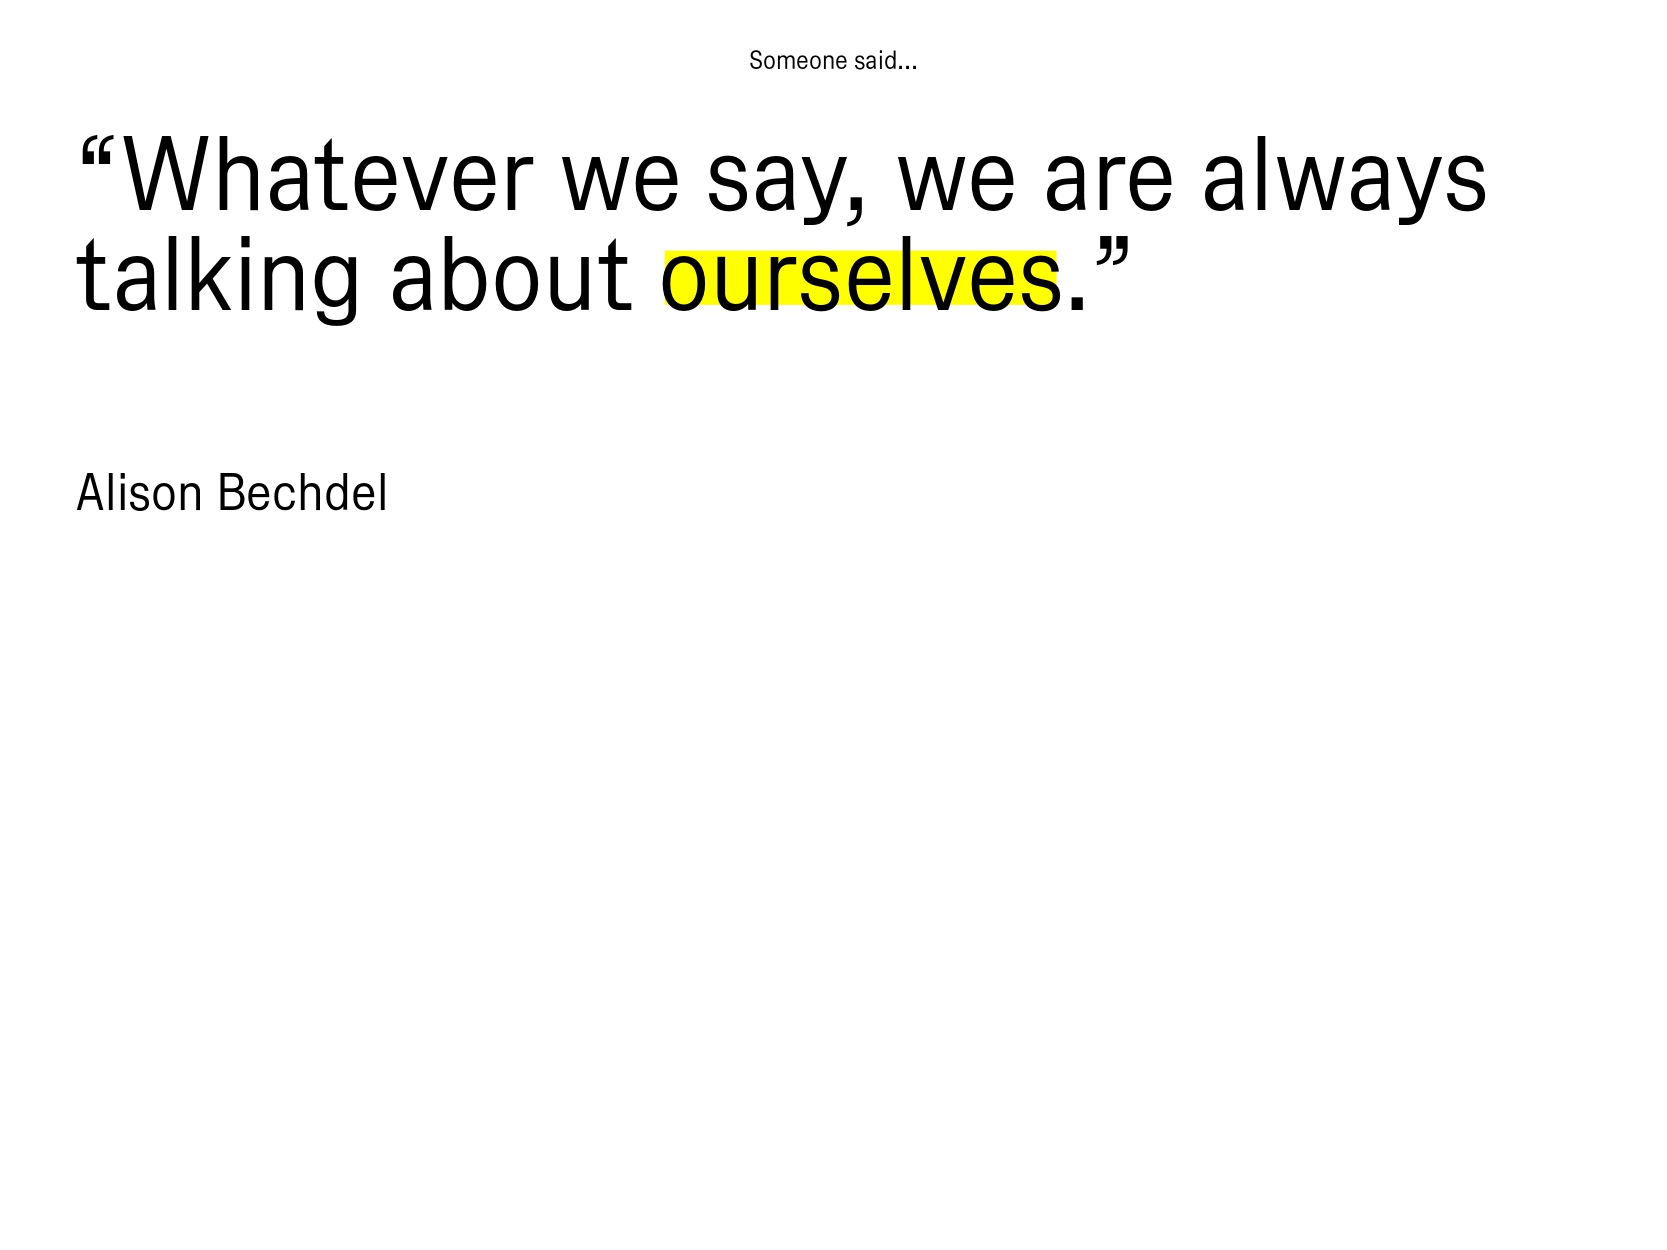 Someone said...
“Whatever we say, we are always
talking about ourselves.”
Alison Bechdel